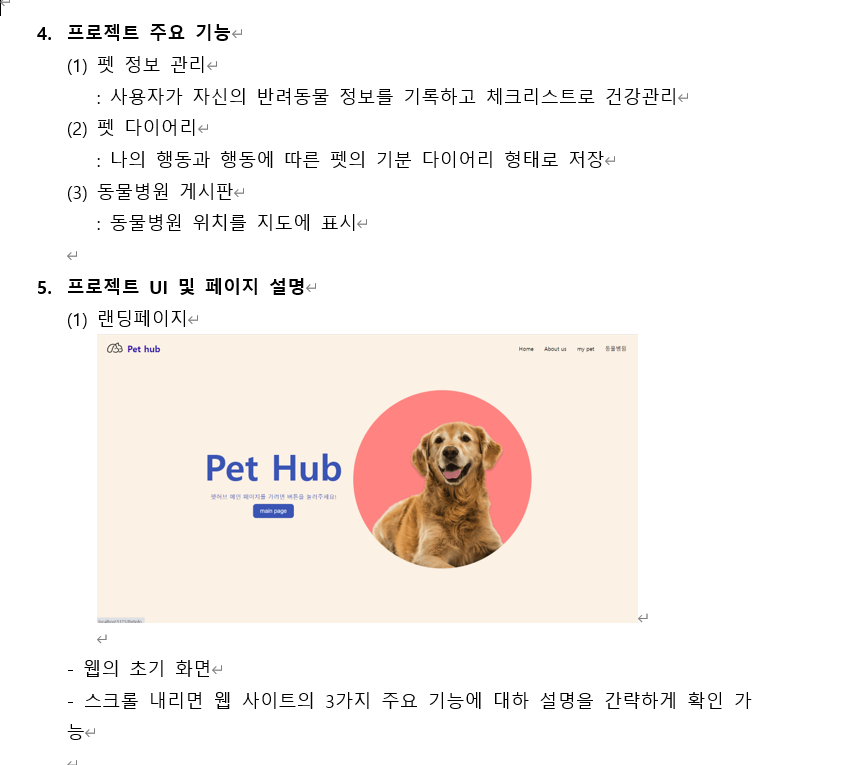 4. 프로젝트 주요 기능
(1) 펫 정보 관리
: 사용자가 자신의 반려동물 정보를 기록하고 체크리스트로 건강관리
(2) 펫 다이어리
: 나의 행동과 행동에 따른 펫의 기분 다이어리 형태로 저장
(3) 동물병원 게시판
: 동물병원 위치를 지도에 표시
5. 프로젝트 UI 및 페이지 설명
(1) 랜딩페이지
Pet hub Home About us my pet 동물병원
Pet Hub
펫허브 메인 페이지를 가려면 버튼을 눌러주세요!
main page
- 웹의 초기 화면
- 스크롤 내리면 웹 사이트의 3가지 주요 기능에 대하 설명을 간략하게 확인 가
능